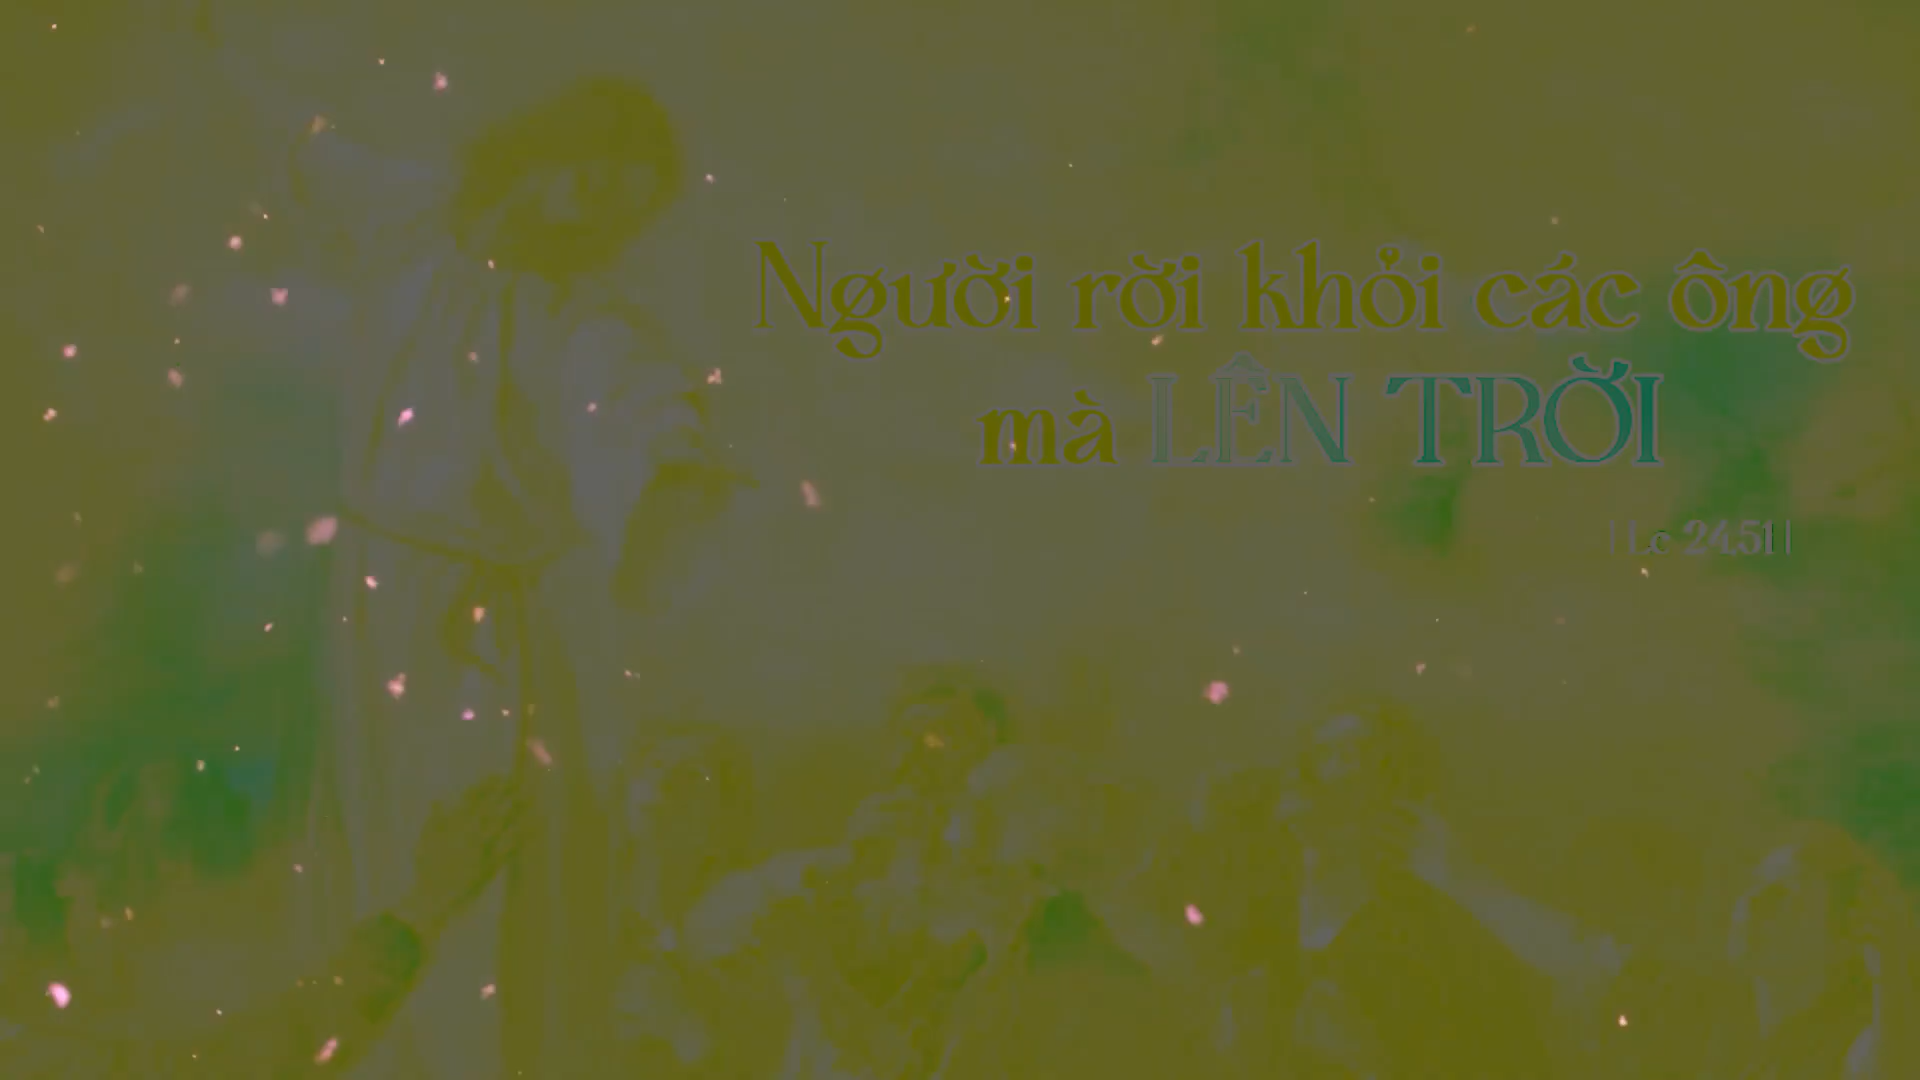 Người rời khỏi các ông
mà LÊN TRỜI
| Lc 24,51 |